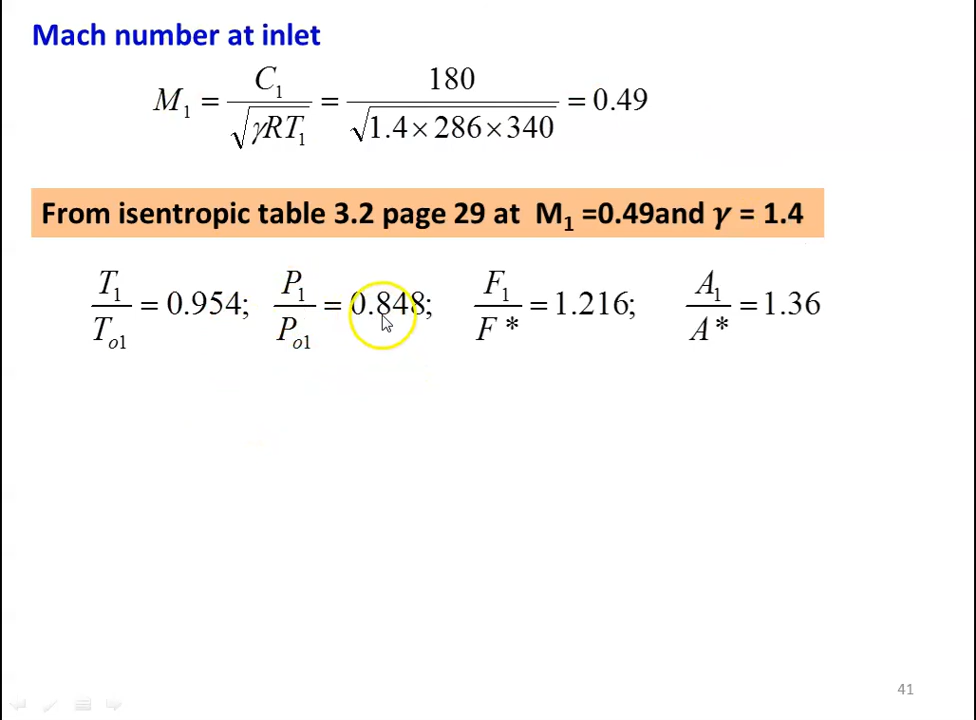 Mach number at inlet
M₁ = C₁ / √(γRT₁) = 180 / √(1.4×286×340) = 0.49
From isentropic table 3.2 page 29 at M₁ =0.49and γ = 1.4
T₁/Tₒ₁ = 0.954; P₁/Pₒ₁ = 0.848; F₁/F* = 1.216; A₁/A* = 1.36
41